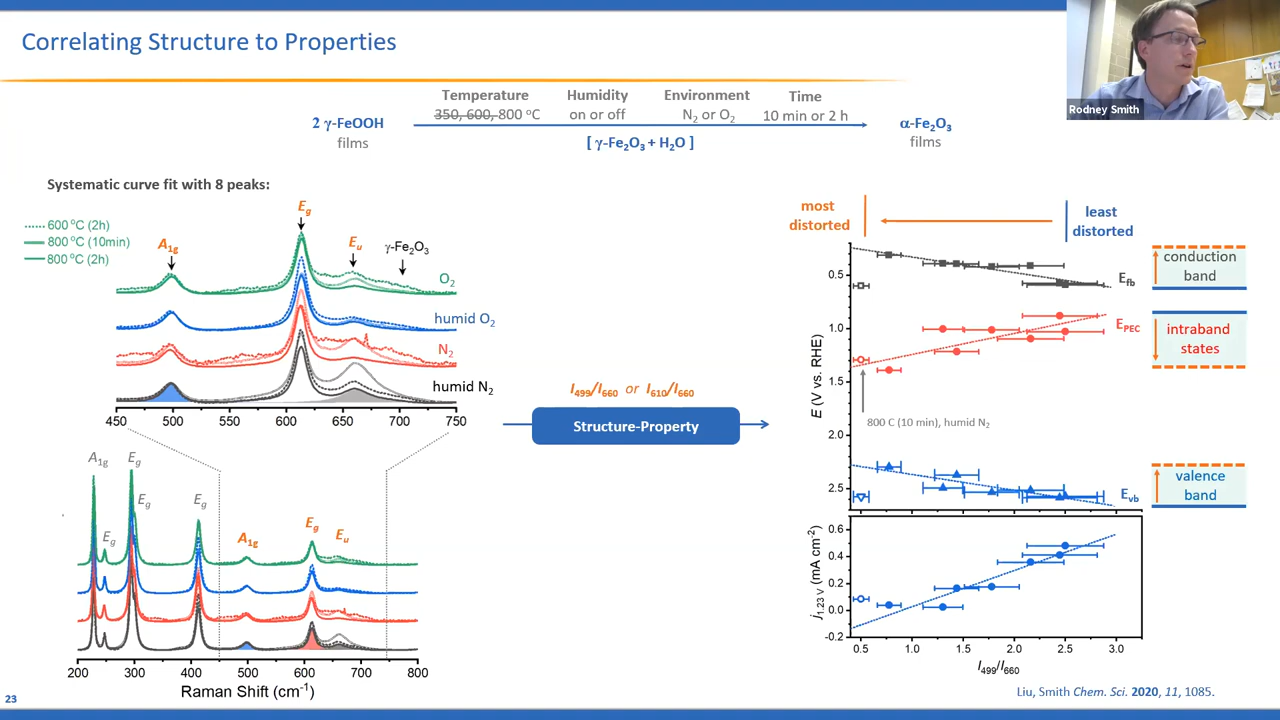 Correlating Structure to Properties
Rodney Smith
2 γ-FeOOH
films
Temperature
350, 600, 800 °C
Humidity
on or off
Environment
N₂ or O₂
Time
10 min or 2 h
[ γ-Fe₂O₃ + H₂O ]
α-Fe₂O₃
films
Systematic curve fit with 8 peaks:
600 °C (2h)
800 °C (10min)
800 °C (2h)
A₁g
Eg
Eᵤ
γ-Fe₂O₃
O₂
humid O₂
N₂
humid N₂
450 500 550 600 650 700 750
A₁g
Eg
Eg
Eg
Eg
A₁g
Eg
Eᵤ
200 300 400 500 600 700 800
Raman Shift (cm⁻¹)
I₄₉₉/I₆₆₀ or I₆₁₀/I₆₆₀
Structure-Property
most
distorted
least
distorted
E (V vs. RHE)
0.5
1.0
1.5
2.0
2.5
E_fb
E_PEC
800 C (10 min), humid N₂
E_vb
conduction
band
intraband
states
valence
band
j₁.₂₃ V (mA cm⁻²)
0.6
0.4
0.2
0.0
-0.2
0.5 1.0 1.5 2.0 2.5 3.0
I₄₉₉/I₆₆₀
Liu, Smith Chem. Sci. 2020, 11, 1085.
23